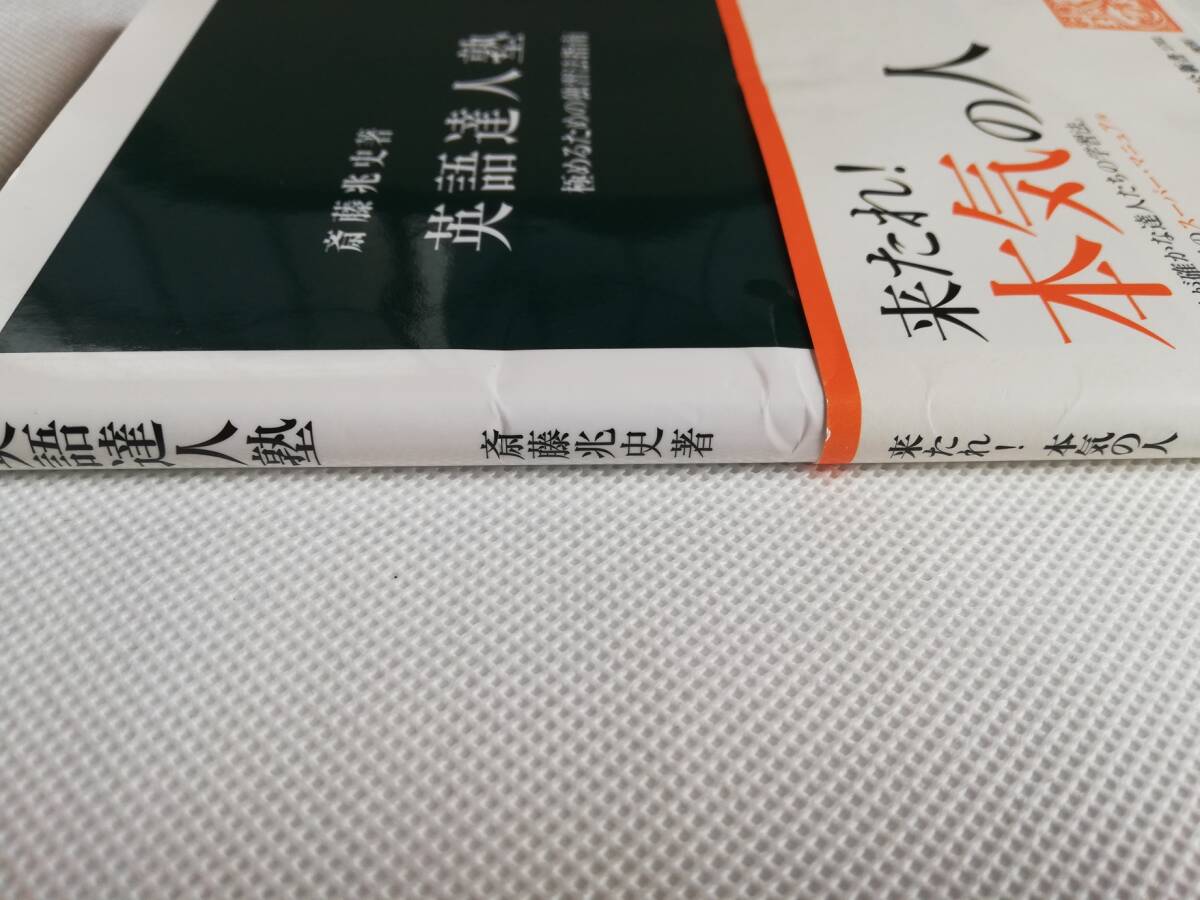 斎藤兆史著
英語達人塾
極めるための独習法指南
来たれ!
本気の人
語達人塾
斎藤兆史著
来たれ! 本気の人